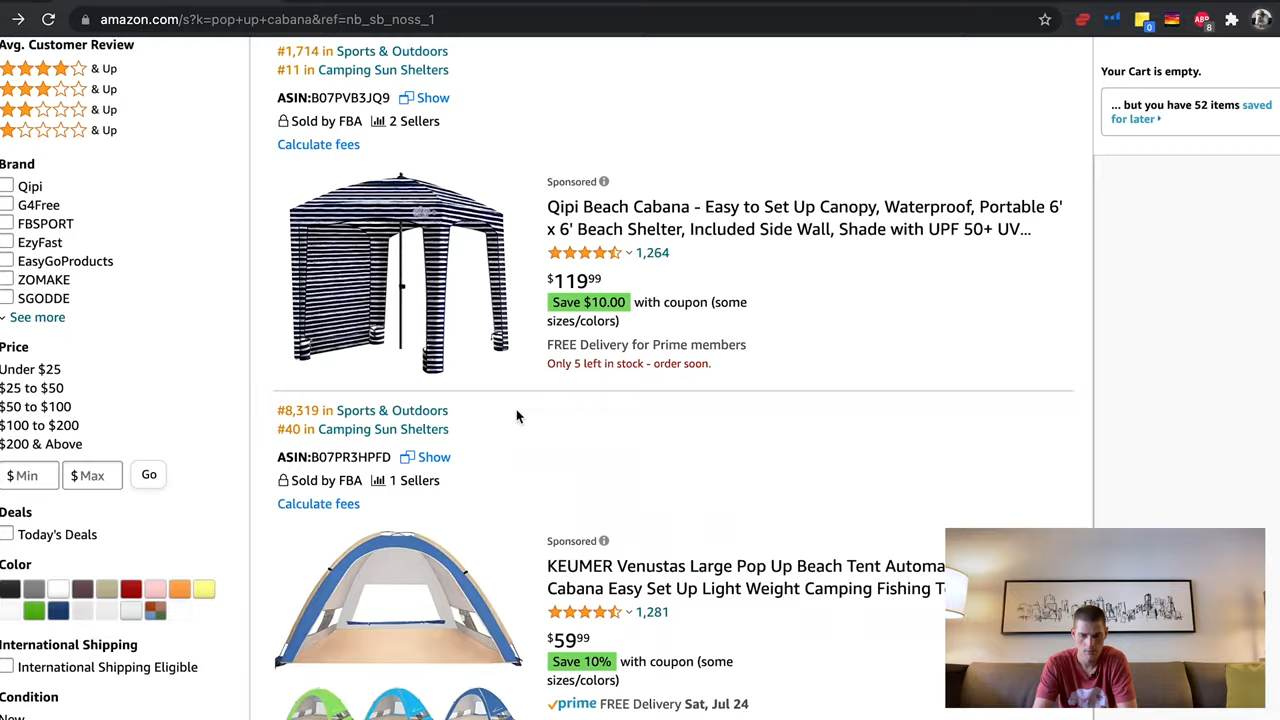 amazon.com/s?k=pop+up+cabana&ref=nb_sb_noss_1
0
ABP
8
Avg. Customer Review
& Up
& Up
& Up
& Up
Brand
Qipi
G4Free
FBSPORT
EzyFast
EasyGoProducts
ZOMAKE
SGODDE
See more
Price
Under $25
$25 to $50
$50 to $100
$100 to $200
$200 & Above
$ Min $ Max Go
Deals
Today's Deals
Color
International Shipping
International Shipping Eligible
Condition
New
#1,714 in Sports & Outdoors
#11 in Camping Sun Shelters
ASIN:B07PVB3JQ9 Show
Sold by FBA 2 Sellers
Calculate fees
Sponsored
Qipi Beach Cabana - Easy to Set Up Canopy, Waterproof, Portable 6'
x 6' Beach Shelter, Included Side Wall, Shade with UPF 50+ UV...
1,264
$119.99
Save $10.00 with coupon (some
sizes/colors)
FREE Delivery for Prime members
Only 5 left in stock - order soon.
#8,319 in Sports & Outdoors
#40 in Camping Sun Shelters
ASIN:B07PR3HPFD Show
Sold by FBA 1 Sellers
Calculate fees
Sponsored
KEUMER Venustas Large Pop Up Beach Tent Automa
Cabana Easy Set Up Light Weight Camping Fishing T
1,281
$59.99
Save 10% with coupon (some
sizes/colors)
prime FREE Delivery Sat, Jul 24
Your Cart is empty.
... but you have 52 items saved
for later